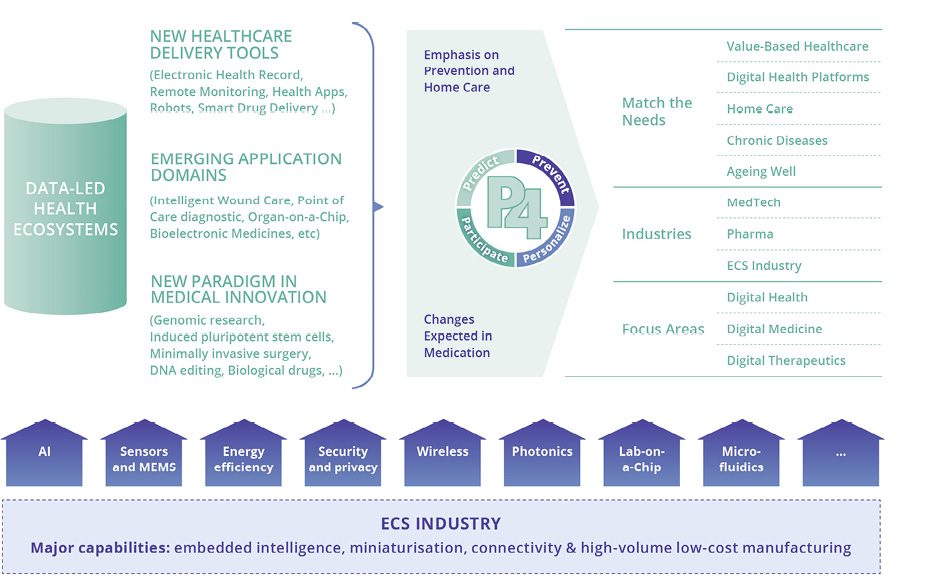 DATA-LED
HEALTH
ECOSYSTEMS
NEW HEALTHCARE
DELIVERY TOOLS
(Electronic Health Record,
Remote Monitoring, Health Apps,
Robots, Smart Drug Delivery ...)
EMERGING APPLICATION
DOMAINS
(Intelligent Wound Care, Point of
Care diagnostic, Organ-on-a-Chip,
Bioelectronic Medicines, etc)
NEW PARADIGM IN
MEDICAL INNOVATION
(Genomic research,
Induced pluripotent stem cells,
Minimally invasive surgery,
DNA editing, Biological drugs, ...)
Emphasis on
Prevention and
Home Care
Predict
Prevent
P4
Participate
Personalize
Changes
Expected in
Medication
Match the
Needs
Value-Based Healthcare
Digital Health Platforms
Home Care
Chronic Diseases
Ageing Well
Industries
MedTech
Pharma
ECS Industry
Focus Areas
Digital Health
Digital Medicine
Digital Therapeutics
AI
Sensors
and MEMS
Energy
efficiency
Security
and privacy
Wireless
Photonics
Lab-on-
a-Chip
Micro-
fluidics
...
ECS INDUSTRY
Major capabilities: embedded intelligence, miniaturisation, connectivity & high-volume low-cost manufacturing